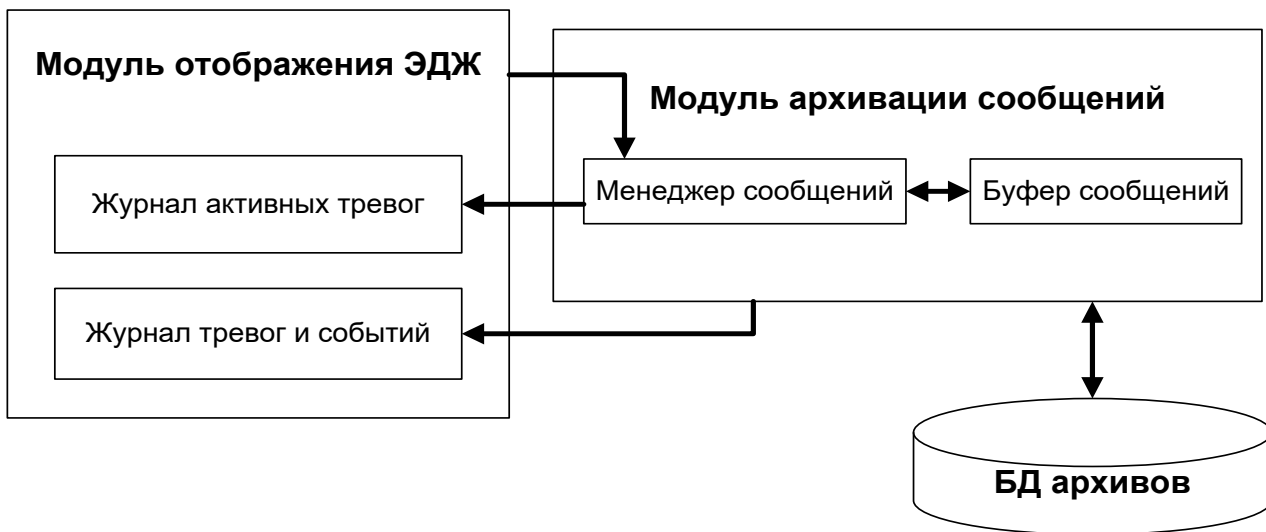 Модуль отображения ЭДЖ
Модуль архивации сообщений
Менеджер сообщений
Буфер сообщений
Журнал активных тревог
Журнал тревог и событий
БД архивов